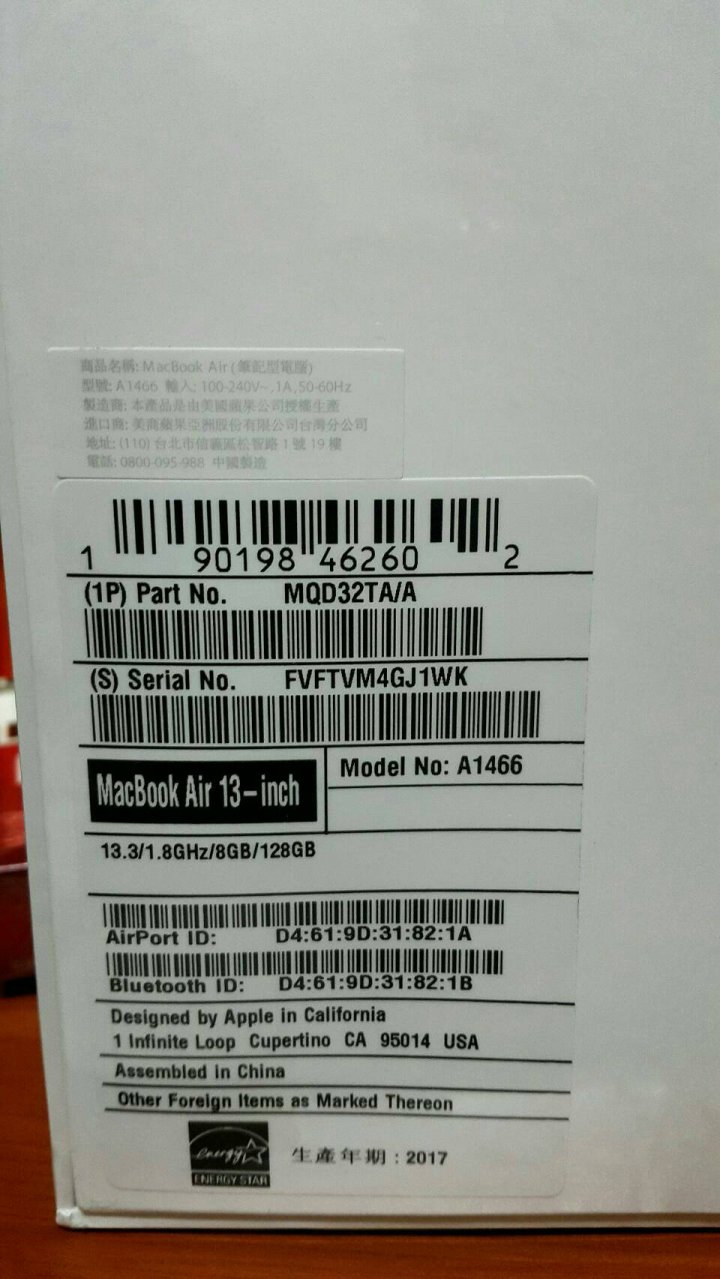 商品名稱: MacBook Air (筆記型電腦)
型號: A1466 輸入: 100-240V~,1A,50-60Hz
製造商: 本產品是由美國蘋果公司授權生產
進口商: 美商蘋果亞洲股份有限公司台灣分公司
地址: (110) 台北市信義區松智路 1 號 19 樓
電話: 0800-095-988 中國製造
1 90198 46260 2
(1P) Part No. MQD32TA/A
(S) Serial No. FVFTVM4GJ1WK
MacBook Air 13-inch
Model No: A1466
13.3/1.8GHz/8GB/128GB
AirPort ID: D4:61:9D:31:82:1A
Bluetooth ID: D4:61:9D:31:82:1B
Designed by Apple in California
1 Infinite Loop Cupertino CA 95014 USA
Assembled in China
Other Foreign Items as Marked Thereon
energy
ENERGY STAR
生產年期 : 2017